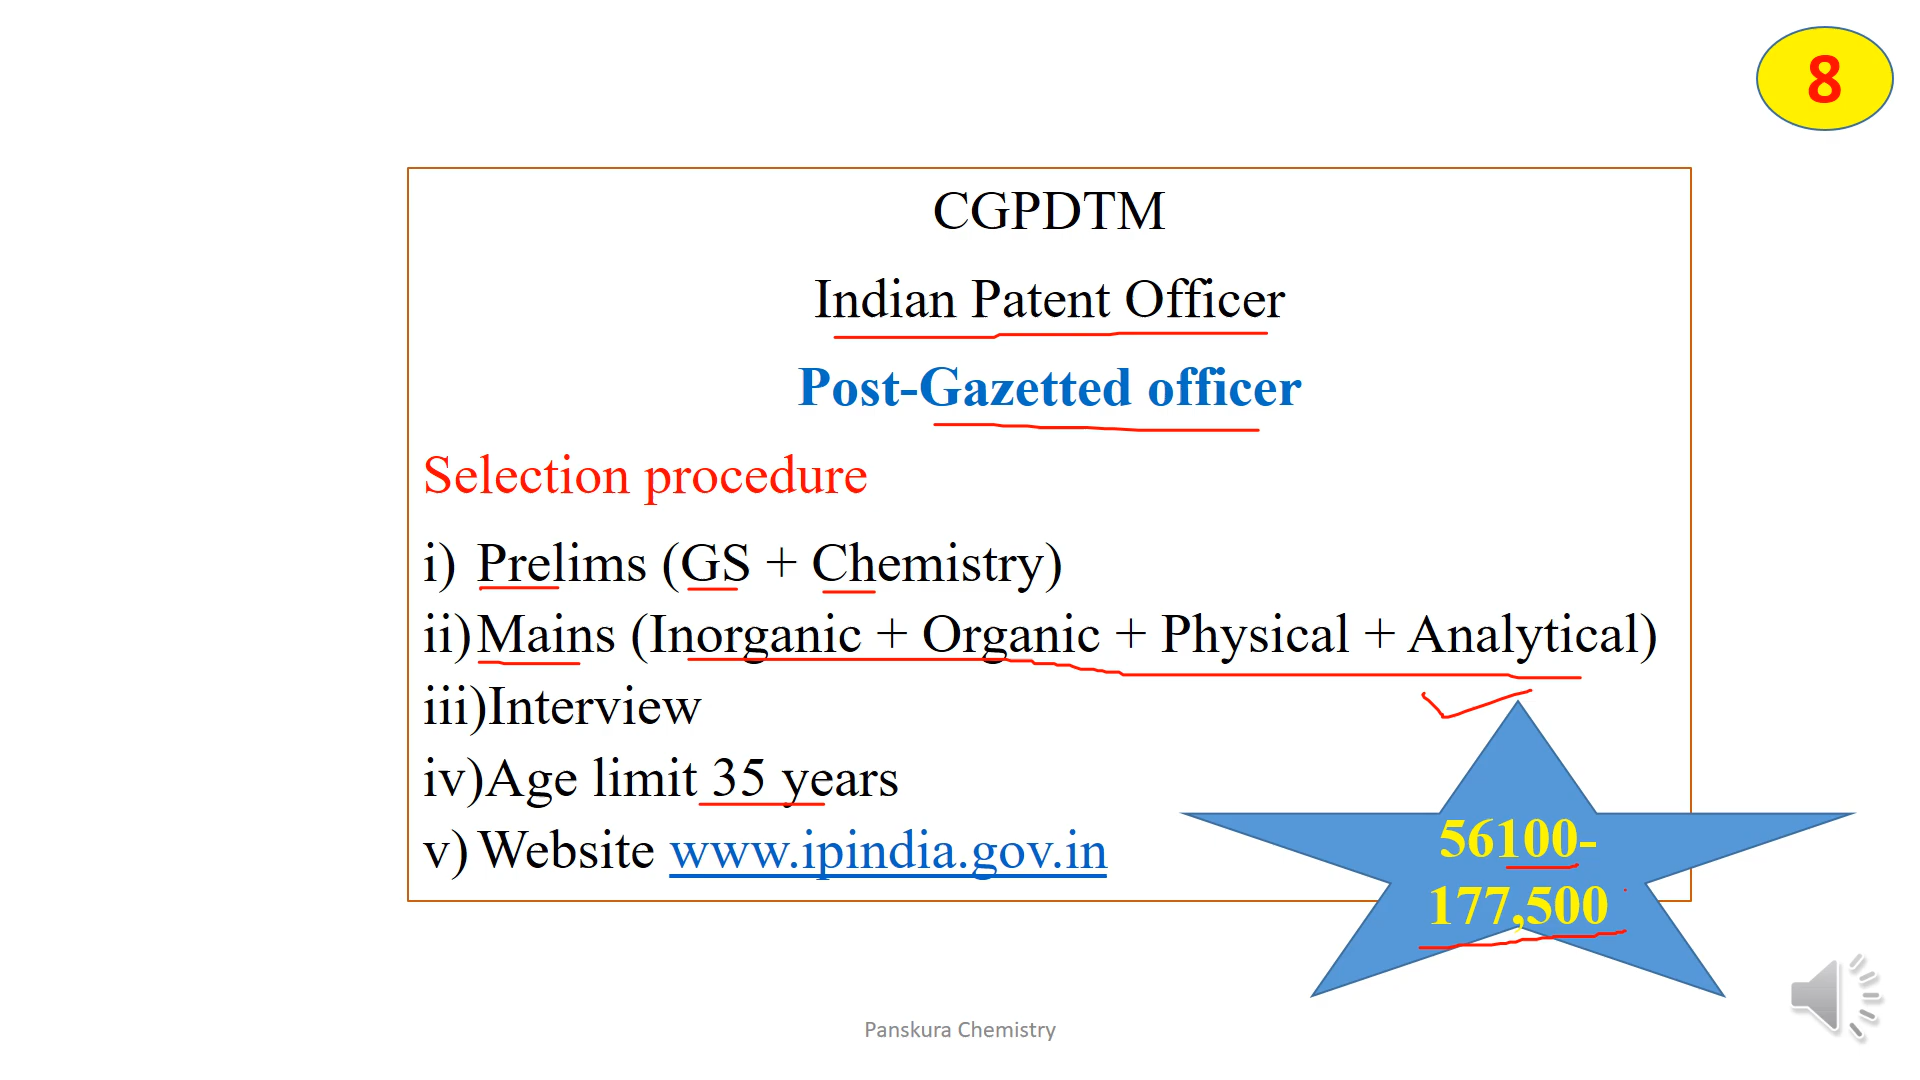 8
CGPDTM
Indian Patent Officer
Post-Gazetted officer
Selection procedure
i) Prelims (GS + Chemistry)
ii) Mains (Inorganic + Organic + Physical + Analytical)
iii)Interview
iv)Age limit 35 years
v) Website www.ipindia.gov.in
56100-
177,500
Panskura Chemistry